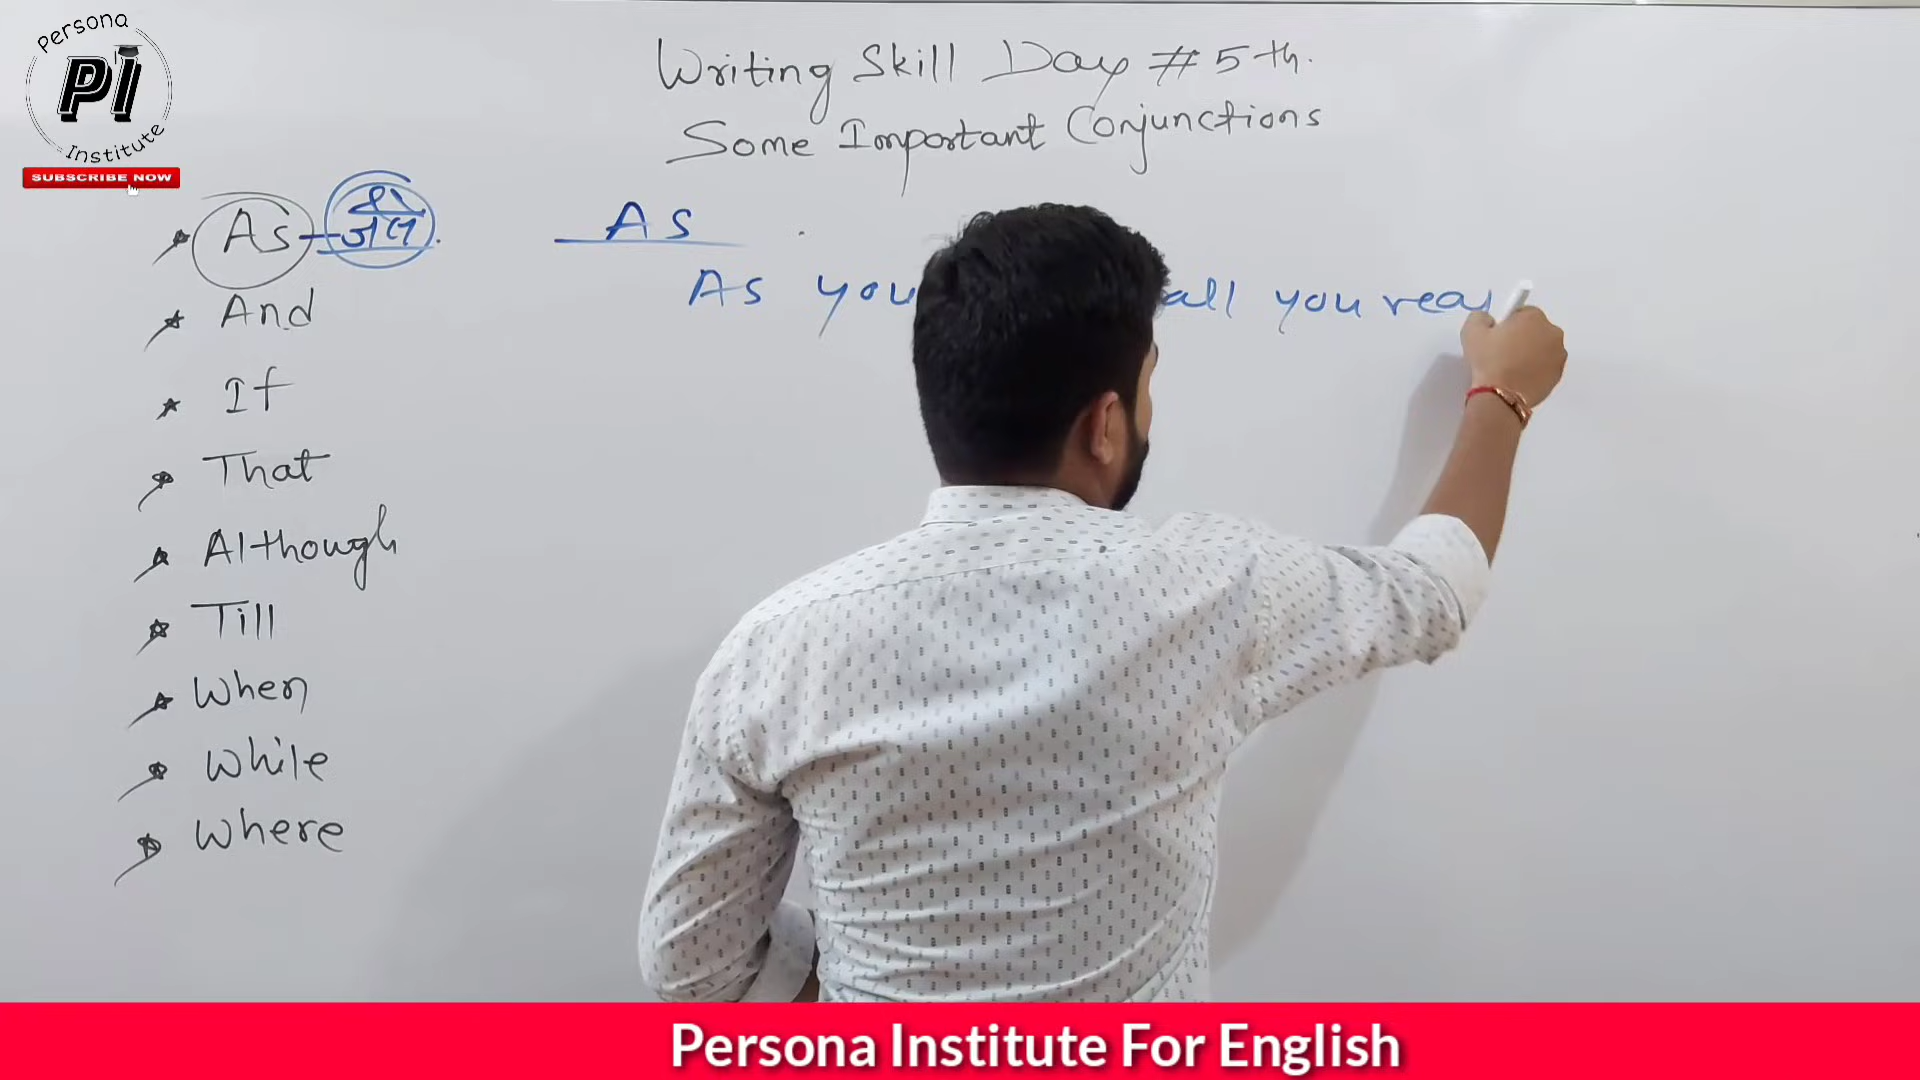 Persona
PI
Institute
SUBSCRIBE NOW
Writing Skill Day # 5th.
Some Important Conjunctions
As
And
If
That
Although
Till
When
While
Where
As
As you all you rea
Persona Institute For English